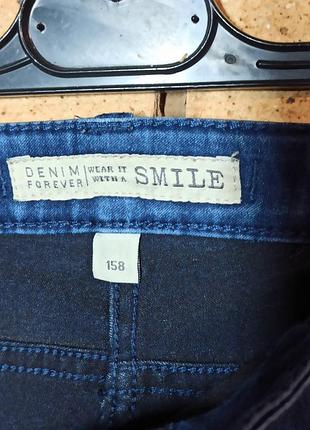 DENIM FOREVER
WEAR IT WITH A
SMILE
158